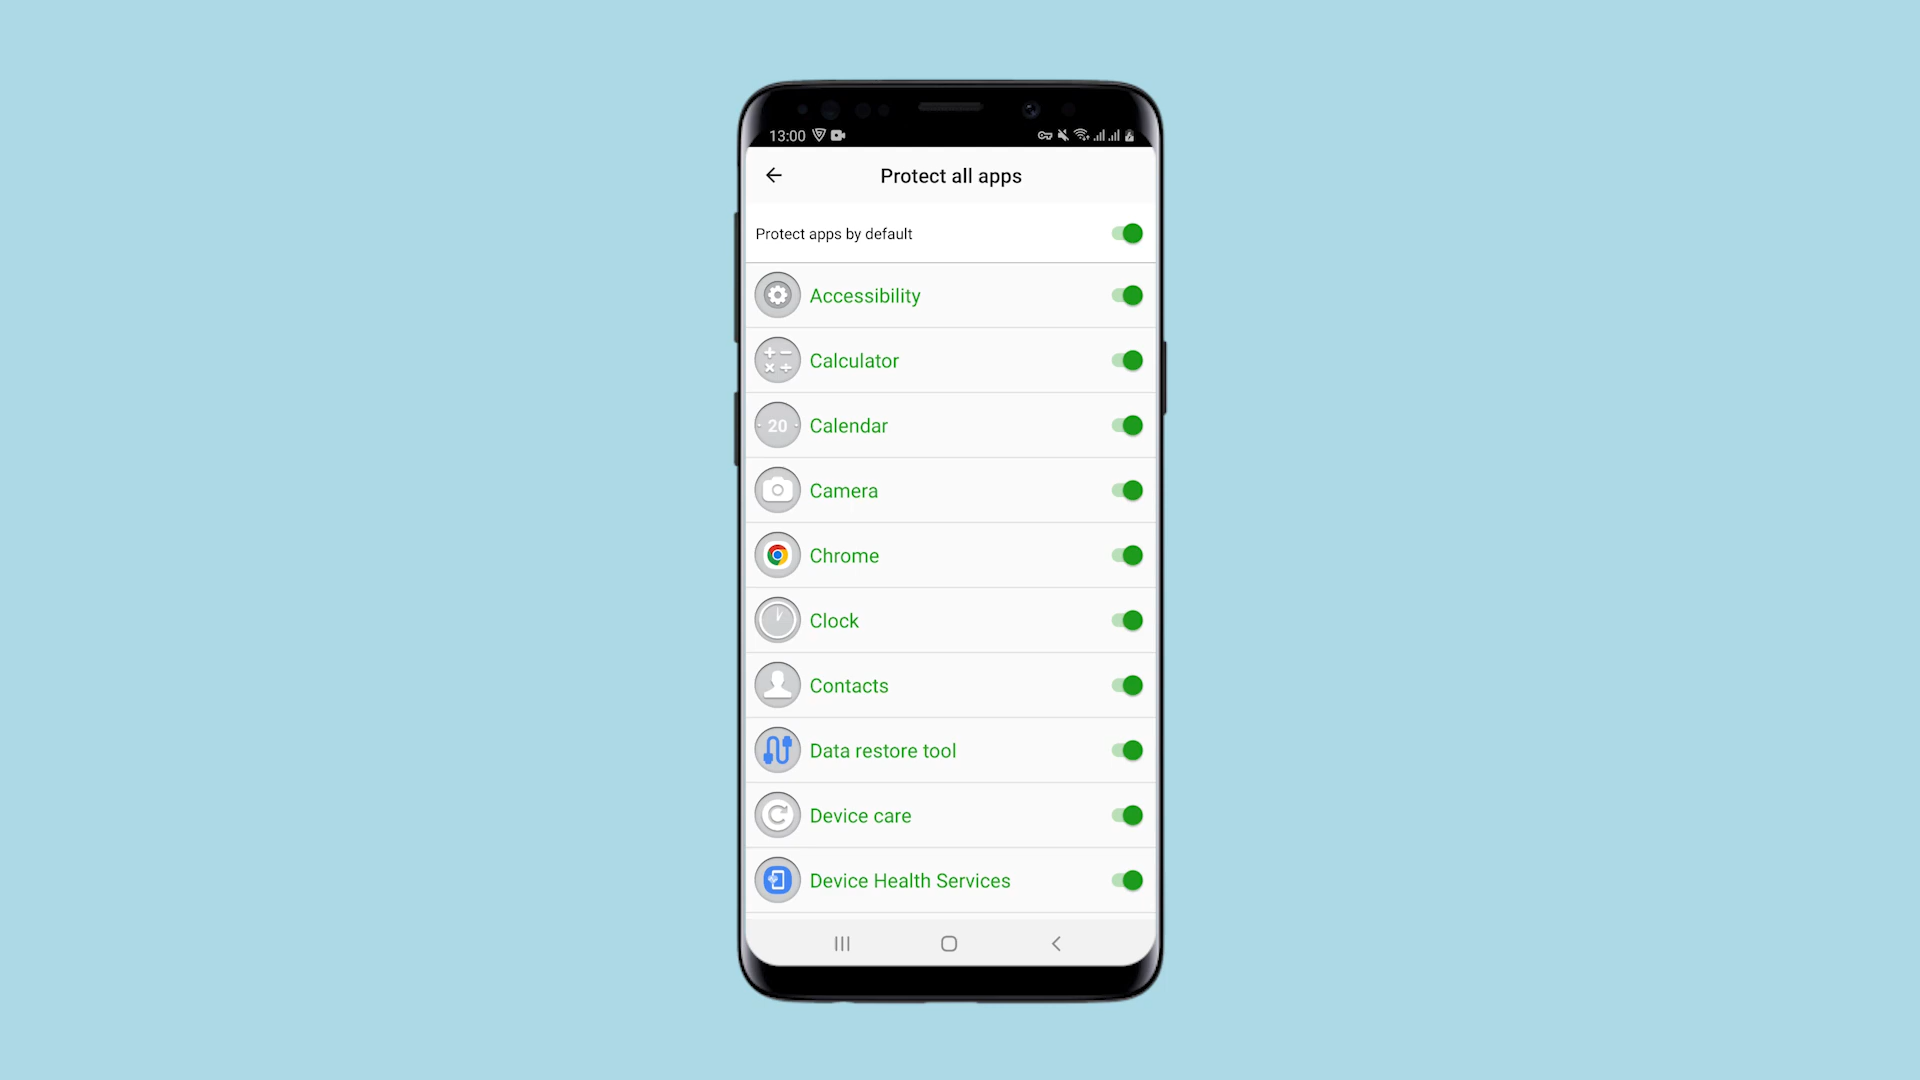 13:00
Protect all apps
Protect apps by default
Accessibility
Calculator
20
Calendar
Camera
Chrome
Clock
Contacts
Data restore tool
Device care
Device Health Services